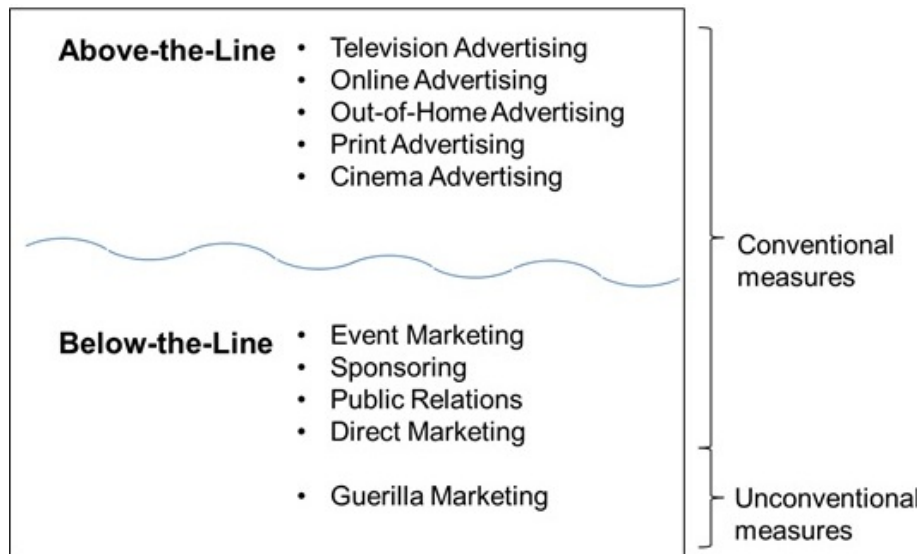 Above-the-Line
• Television Advertising
• Online Advertising
• Out-of-Home Advertising
• Print Advertising
• Cinema Advertising
Conventional
measures
Below-the-Line
• Event Marketing
• Sponsoring
• Public Relations
• Direct Marketing
• Guerilla Marketing
Unconventional
measures